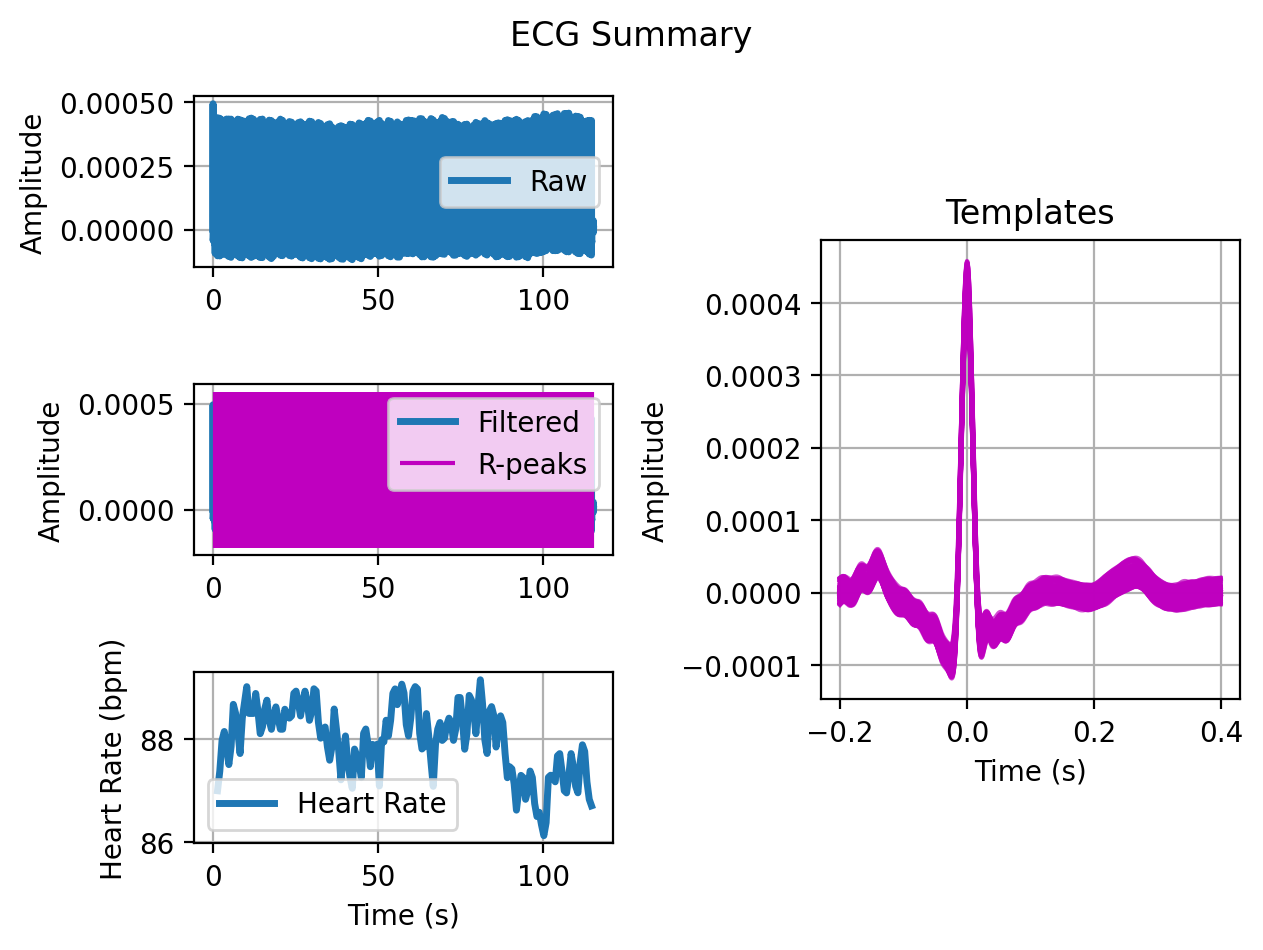 ECG Summary
0.00050
0.00025
0.00000
Amplitude
Raw
0
50
100
0.0005
0.0000
Amplitude
Filtered
R-peaks
0
50
100
88
86
Heart Rate (bpm)
Heart Rate
0
50
100
Time (s)
Templates
0.0004
0.0003
0.0002
0.0001
0.0000
−0.0001
Amplitude
−0.2
0.0
0.2
0.4
Time (s)